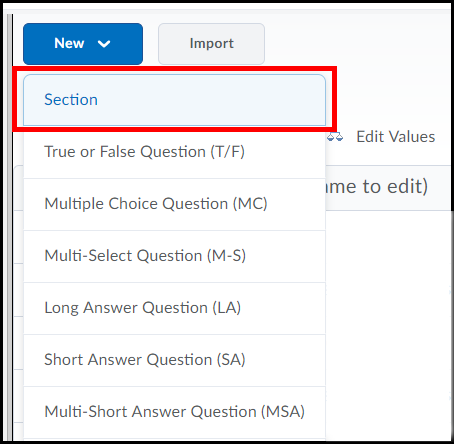 New
Import
Section
True or False Question (T/F)
Edit Values
Multiple Choice Question (MC)
ame to edit)
Multi-Select Question (M-S)
Long Answer Question (LA)
Short Answer Question (SA)
Multi-Short Answer Question (MSA)